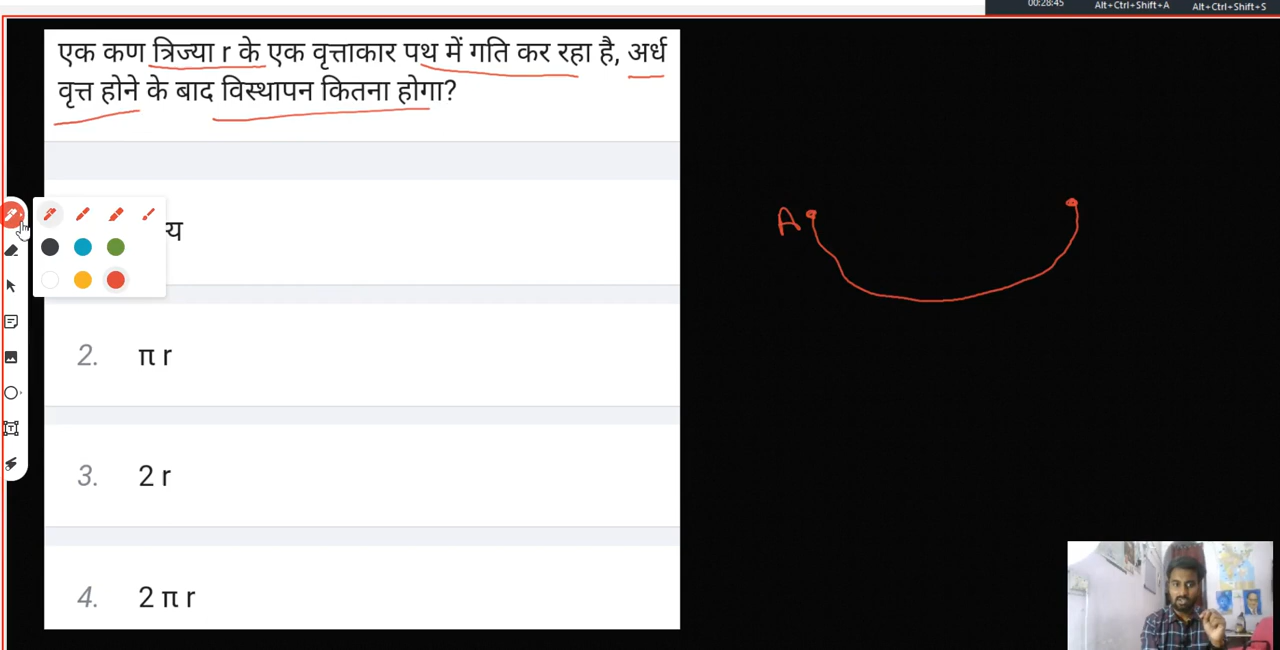 00:28:45 Alt+Ctrl+Shift+A Alt+Ctrl+Shift+S
एक कण त्रिज्या r के एक वृत्ताकार पथ में गति कर रहा है, अर्ध
वृत्त होने के बाद विस्थापन कितना होगा?
य
A
2. π r
3. 2 r
4. 2 π r